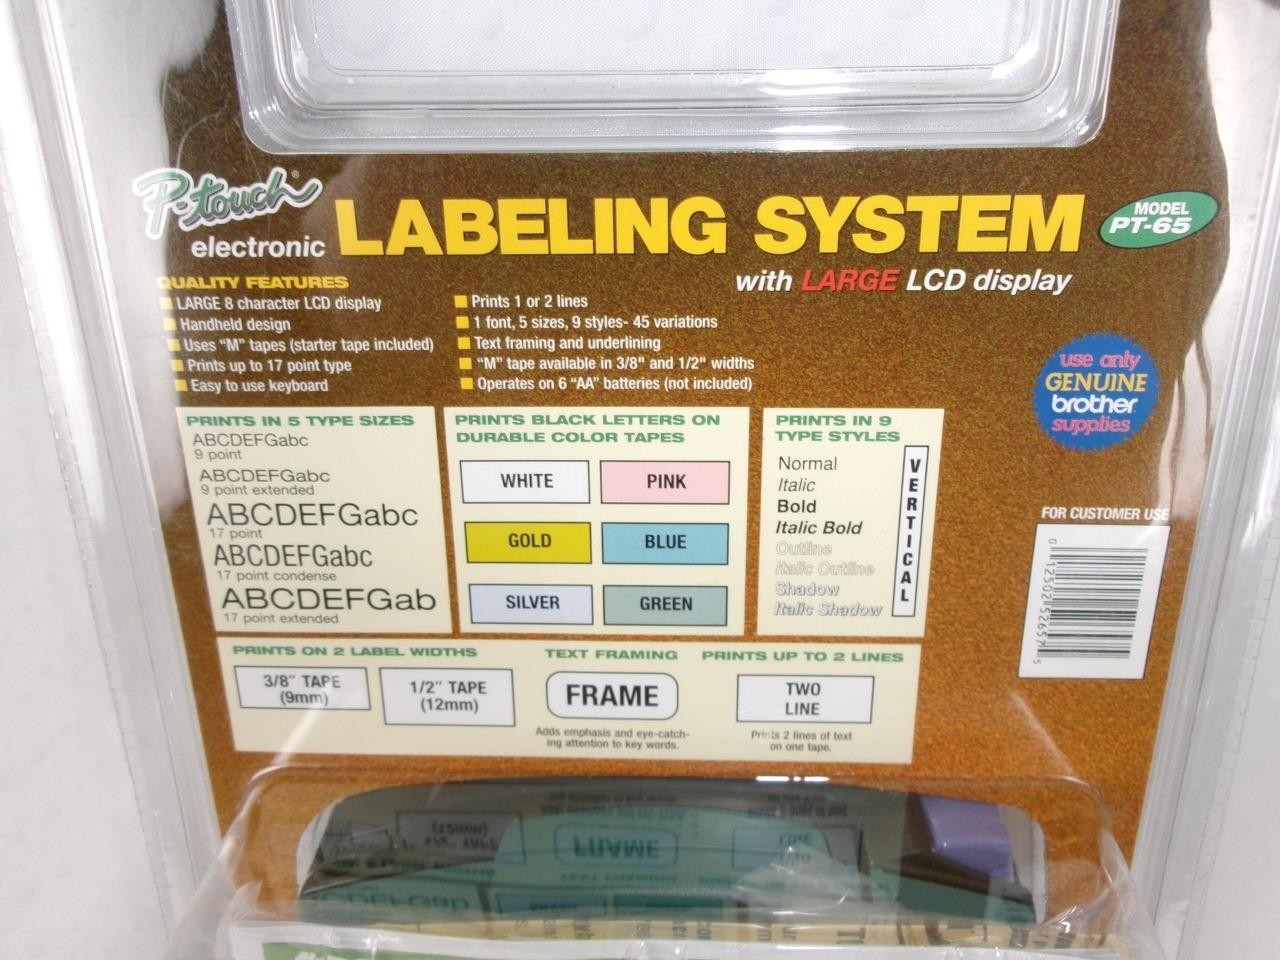 P-touch®
electronic
LABELING SYSTEM
MODEL
PT-65
with LARGE LCD display
QUALITY FEATURES
LARGE 8 character LCD display
Handheld design
Uses “M” tapes (starter tape included)
Prints up to 17 point type
Easy to use keyboard
Prints 1 or 2 lines
1 font, 5 sizes, 9 styles- 45 variations
Text framing and underlining
“M” tape available in 3/8" and 1/2" widths
Operates on 6 “AA” batteries (not included)
use only
GENUINE
brother
supplies
PRINTS IN 5 TYPE SIZES
ABCDEFGabc
9 point
ABCDEFGabc
9 point extended
ABCDEFGabc
17 point
ABCDEFGabc
17 point condense
ABCDEFGab
17 point extended
PRINTS BLACK LETTERS ON
DURABLE COLOR TAPES
WHITE
PINK
GOLD
BLUE
SILVER
GREEN
PRINTS IN 9
TYPE STYLES
Normal
Italic
Bold
Italic Bold
Outline
Italic Outline
Shadow
Italic Shadow
VERTICAL
FOR CUSTOMER USE
0 12502 52657 5
PRINTS ON 2 LABEL WIDTHS
3/8” TAPE
(9mm)
1/2” TAPE
(12mm)
TEXT FRAMING
FRAME
Adds emphasis and eye-catch-
ing attention to key words.
PRINTS UP TO 2 LINES
TWO
LINE
Prints 2 lines of text
on one tape.